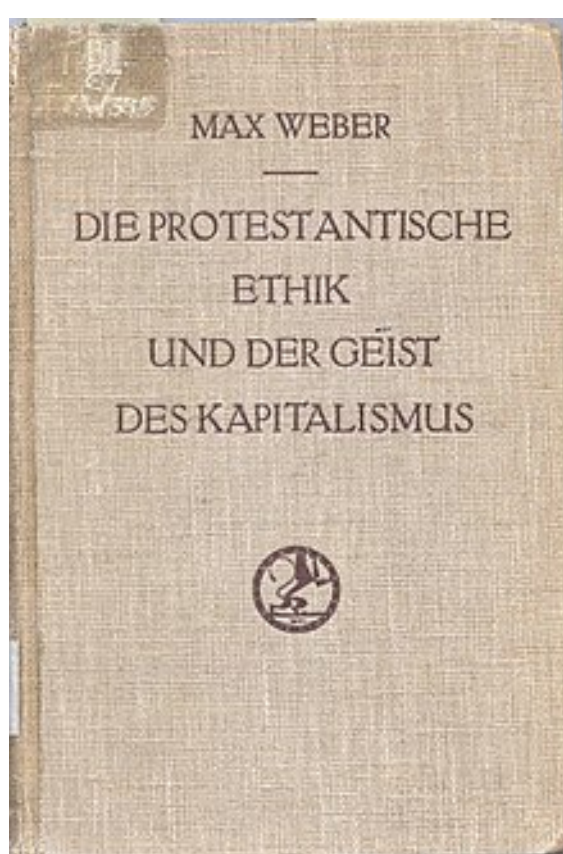 MAX WEBER
DIE PROTESTANTISCHE
ETHIK
UND DER GEIST
DES KAPITALISMUS